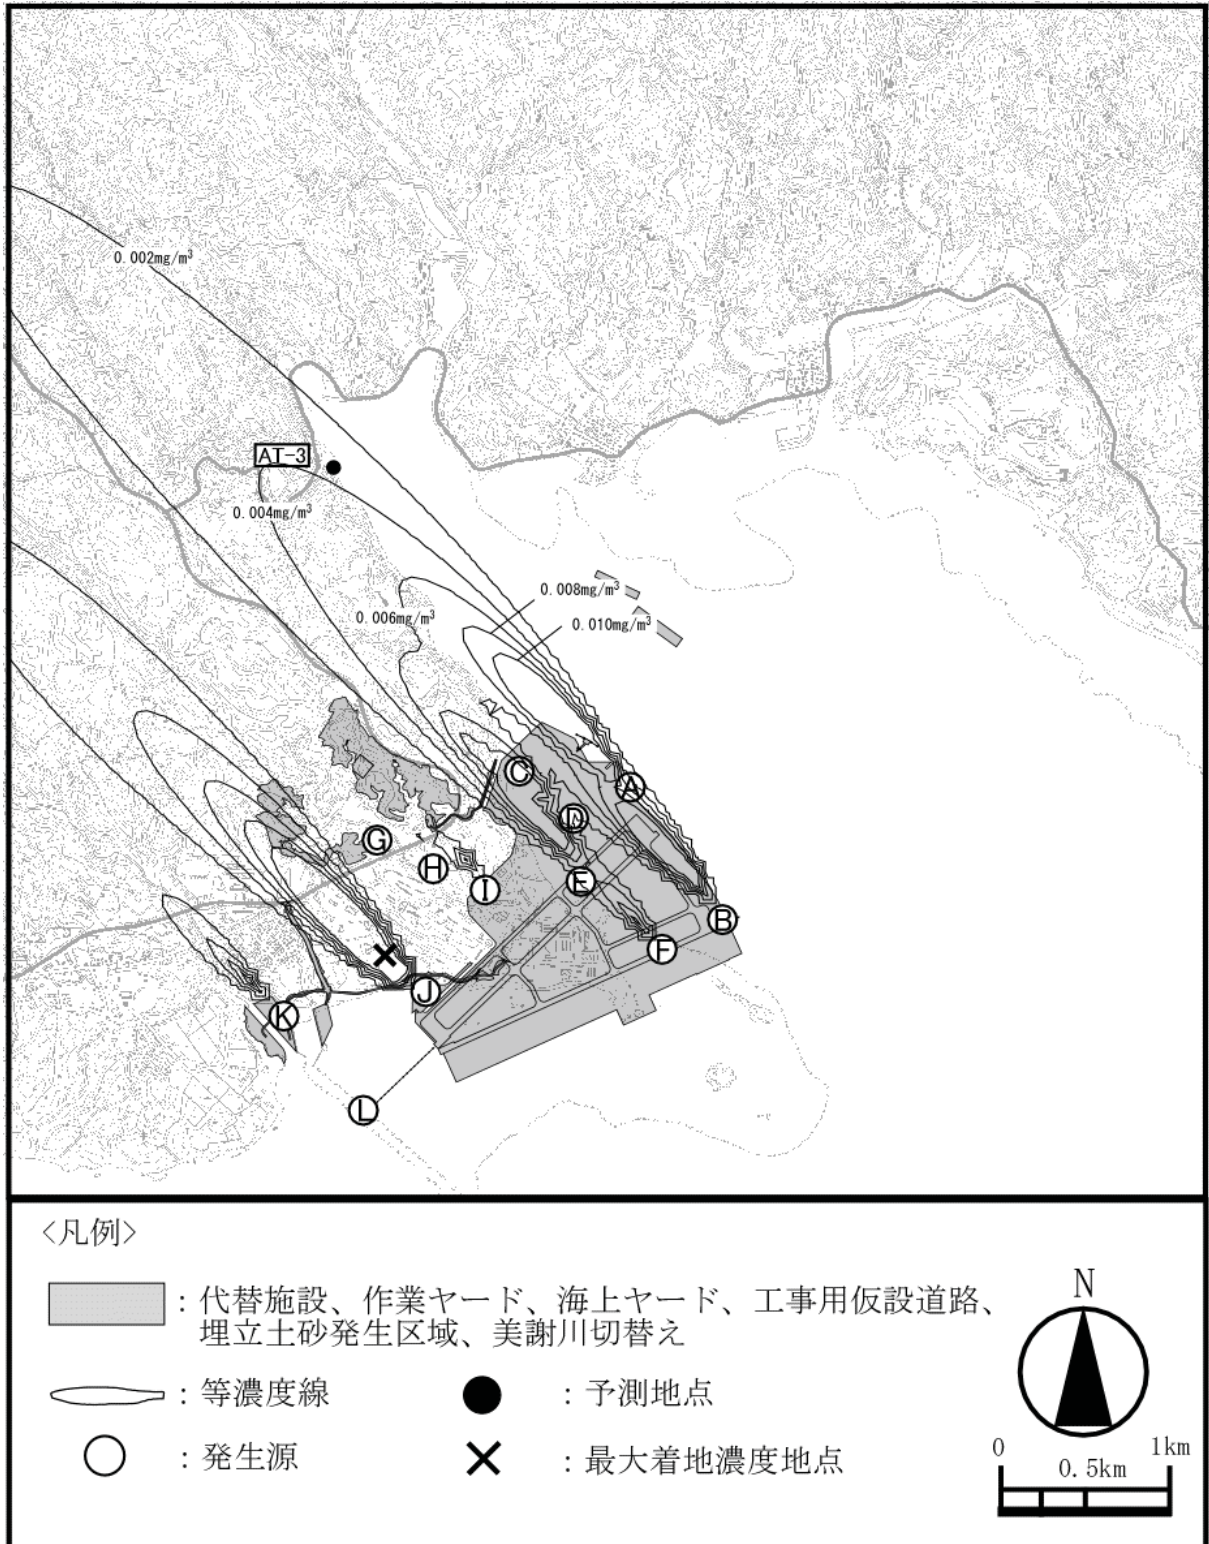 0.002mg/m³
AT-3
0.004mg/m³
0.008mg/m³
0.006mg/m³
0.010mg/m³
C
A
D
G
H
E
I
B
F
J
K
L
<凡例>
：代替施設、作業ヤード、海上ヤード、工事用仮設道路、
埋立土砂発生区域、美謝川切替え
：等濃度線
：予測地点
：発生源
：最大着地濃度地点
N
0
1km
0.5km